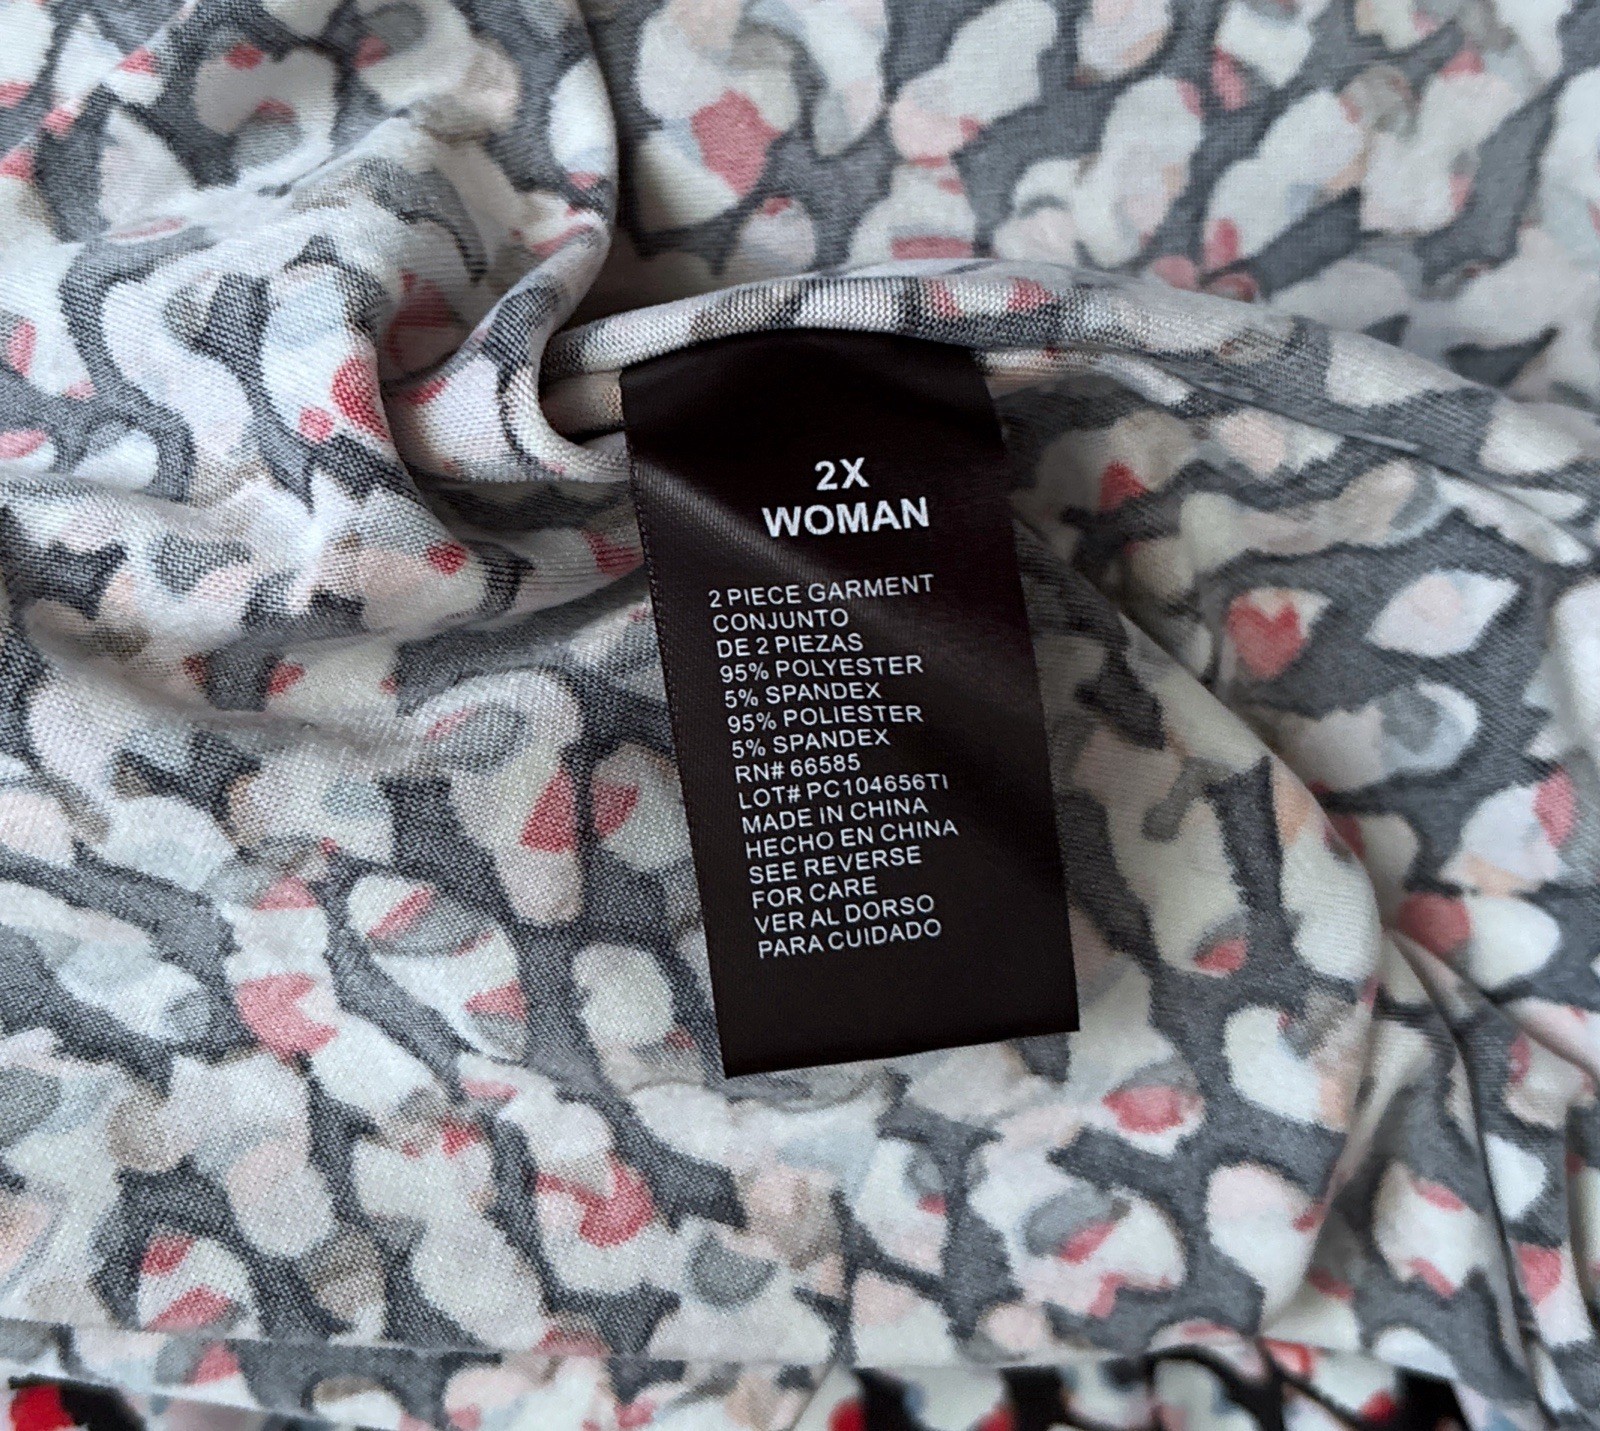 2X
WOMAN
2 PIECE GARMENT
CONJUNTO
DE 2 PIEZAS
95% POLYESTER
5% SPANDEX
95% POLIESTER
5% SPANDEX
RN# 66585
LOT# PC104656TI
MADE IN CHINA
HECHO EN CHINA
SEE REVERSE
FOR CARE
VER AL DORSO
PARA CUIDADO